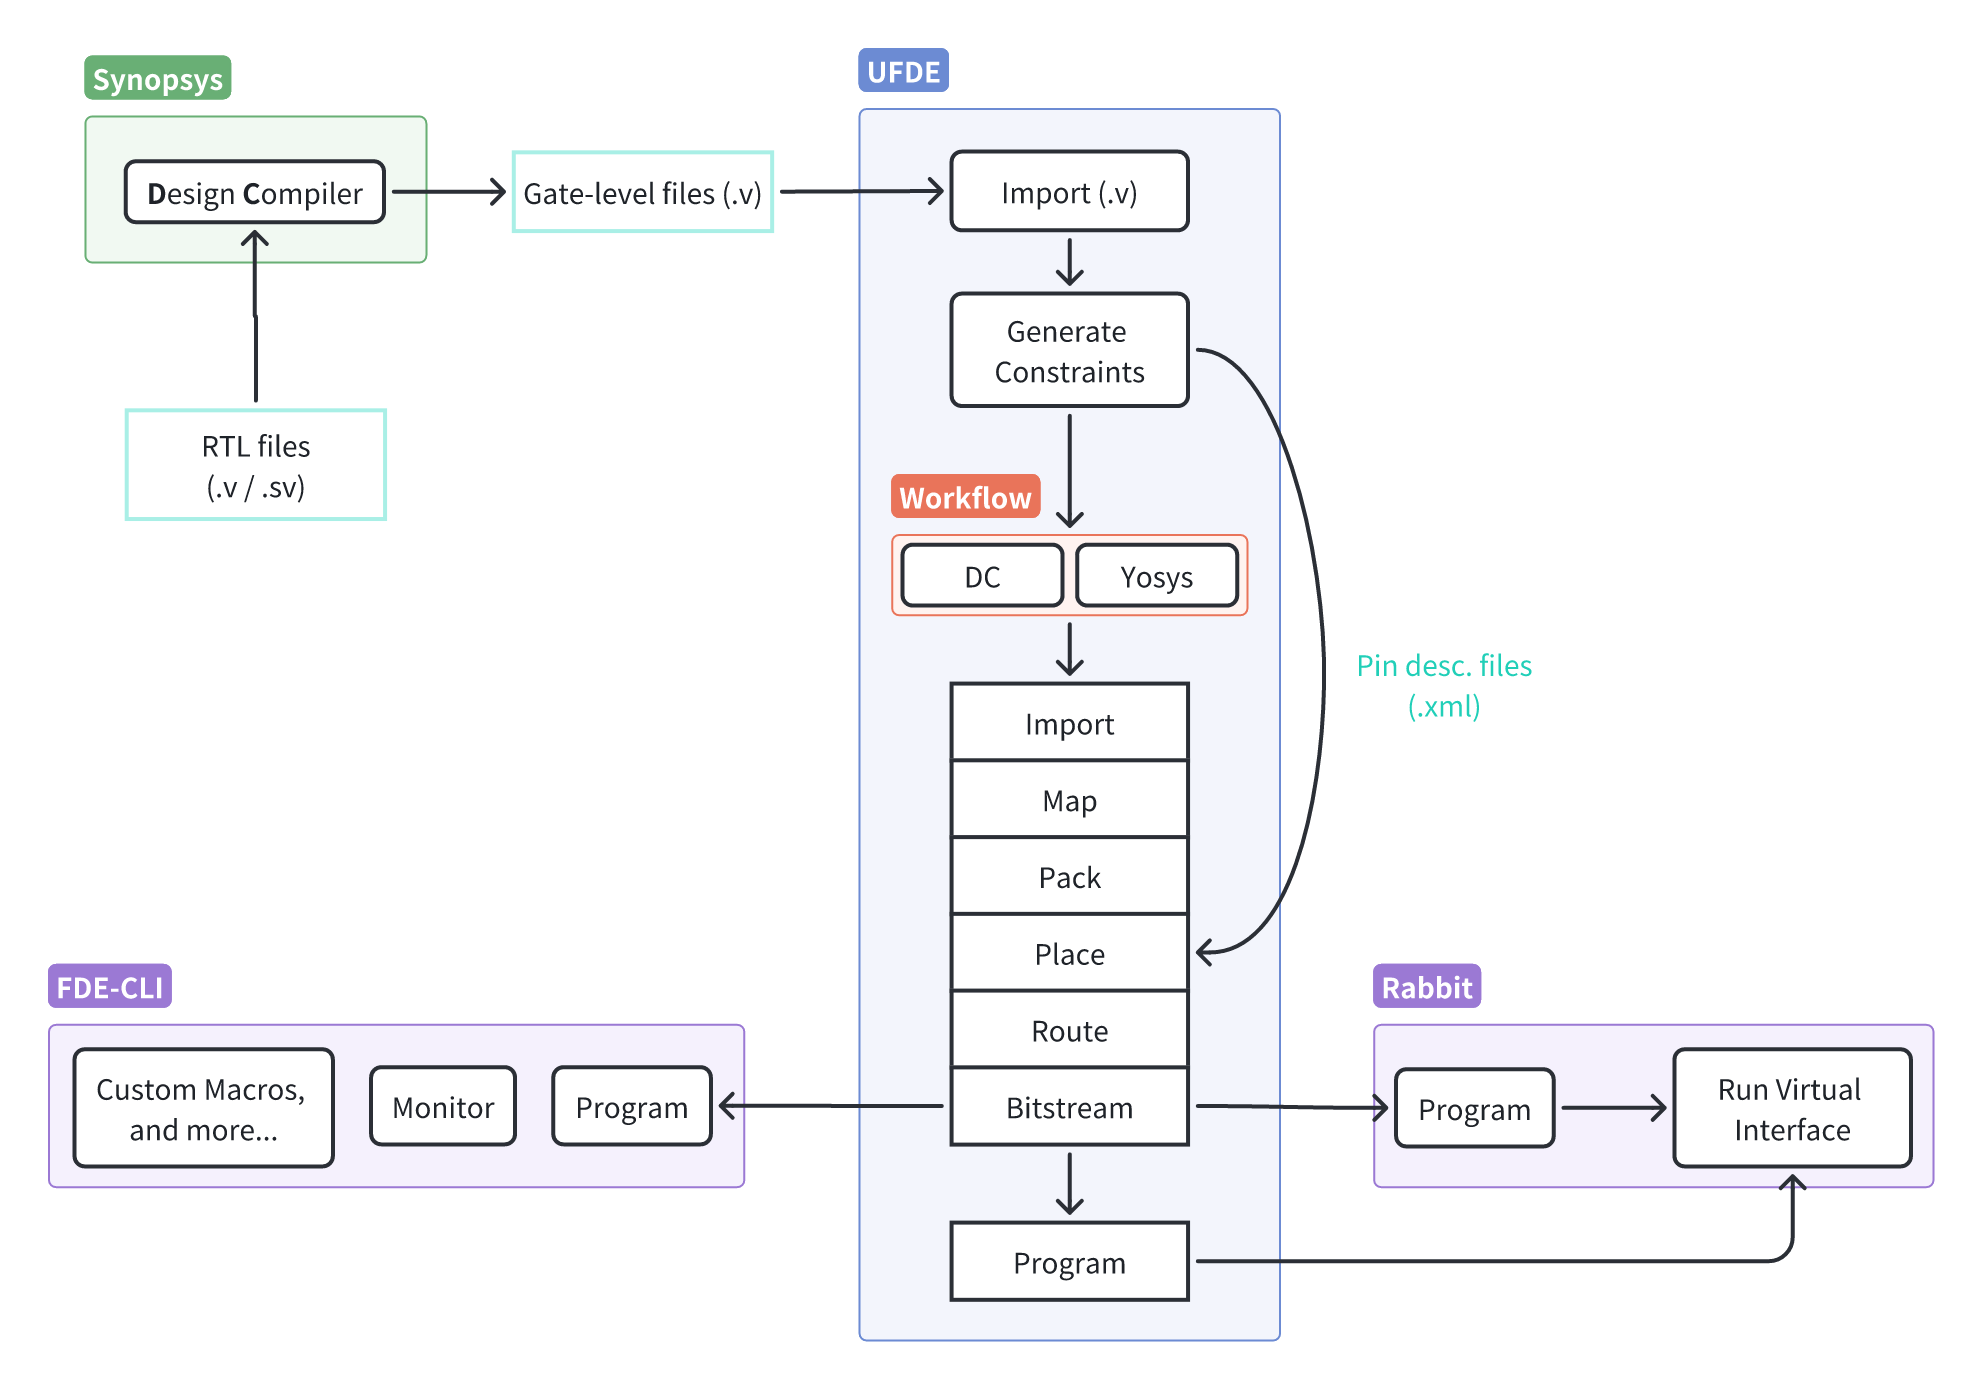 Synopsys
Design Compiler
RTL files
(.v / .sv)
Gate-level files (.v)
UFDE
Import (.v)
Generate
Constraints
Workflow
DC
Yosys
Pin desc. files
(.xml)
Import
Map
Pack
Place
Route
Bitstream
Program
FDE-CLI
Custom Macros,
and more...
Monitor
Program
Rabbit
Program
Run Virtual
Interface